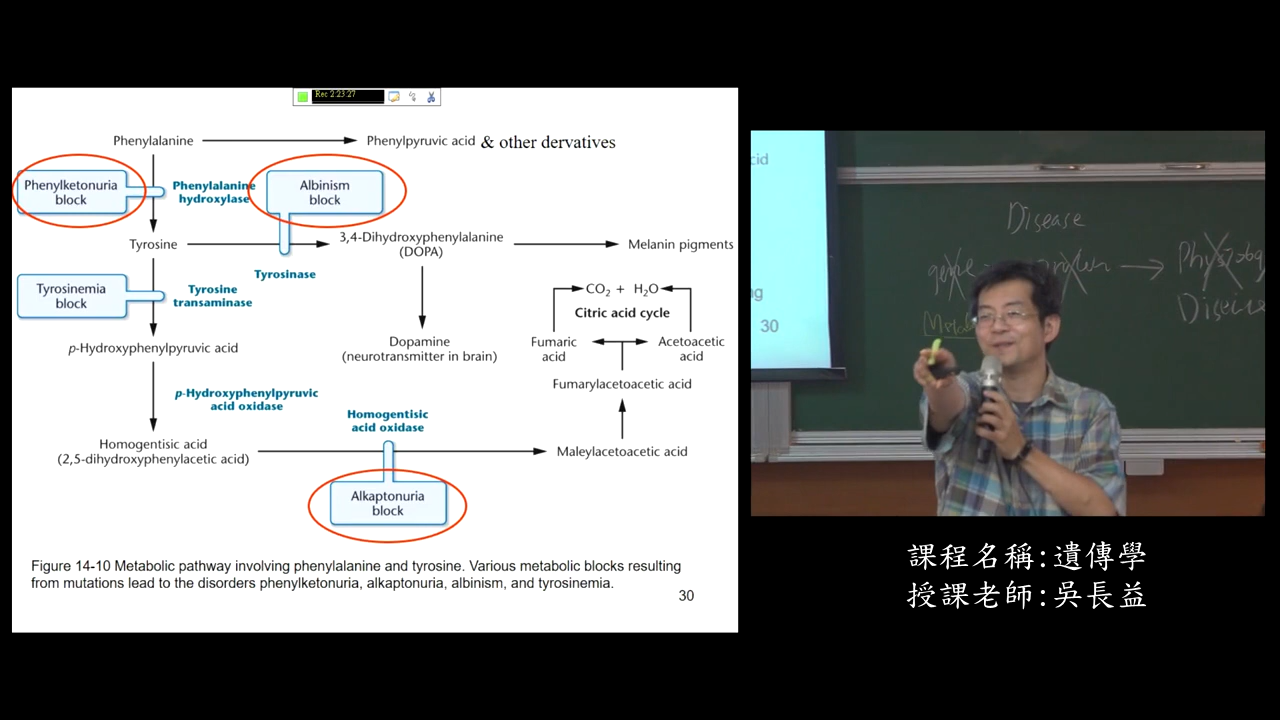 Rec 2:23:27
Phenylalanine
Phenylpyruvic acid & other dervatives
Phenylketonuria
block
Phenylalanine
hydroxylase
Albinism
block
Tyrosine
3,4-Dihydroxyphenylalanine
(DOPA)
Melanin pigments
Tyrosinase
Tyrosinemia
block
Tyrosine
transaminase
CO2 + H2O
Citric acid cycle
p-Hydroxyphenylpyruvic acid
Dopamine
(neurotransmitter in brain)
Fumaric
acid
Acetoacetic
acid
Fumarylacetoacetic acid
p-Hydroxyphenylpyruvic
acid oxidase
Homogentisic
acid oxidase
Homogentisic acid
(2,5-dihydroxyphenylacetic acid)
Maleylacetoacetic acid
Alkaptonuria
block
Figure 14-10 Metabolic pathway involving phenylalanine and tyrosine. Various metabolic blocks resulting
from mutations lead to the disorders phenylketonuria, alkaptonuria, albinism, and tyrosinemia.
30
cid
ng
30
Disease
gene
課程名稱:遺傳學
授課老師:吳長益